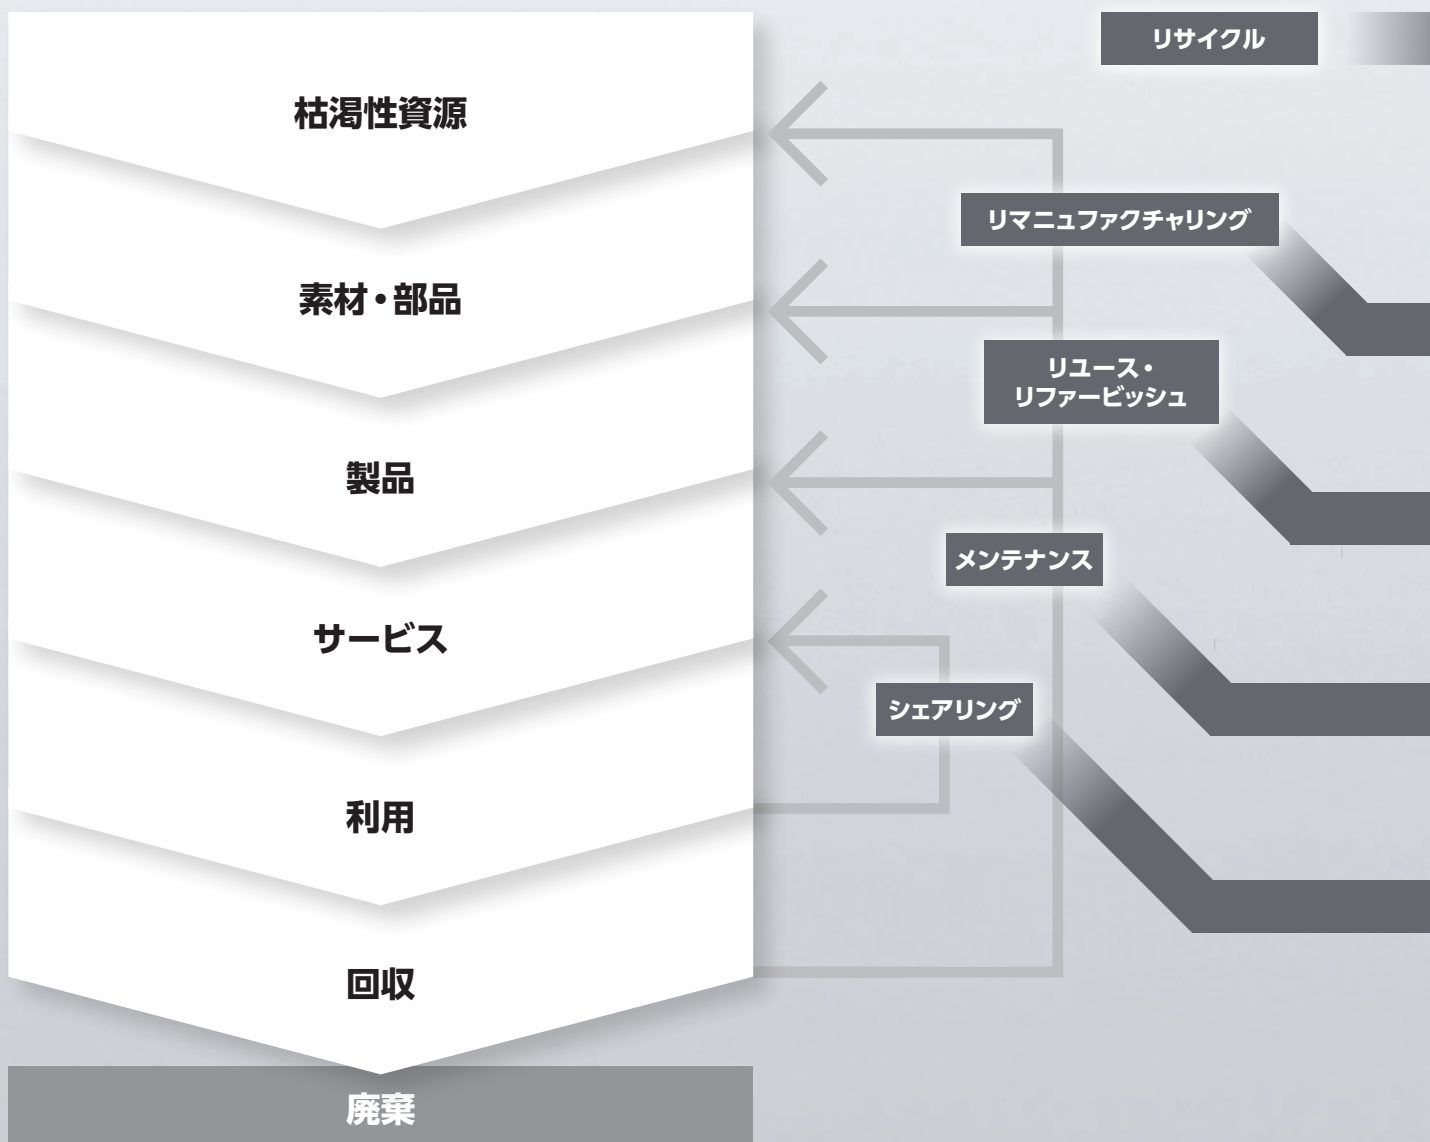 リサイクル
枯渇性資源
リマニュファクチャリング
素材・部品
リユース・
リファービッシュ
製品
メンテナンス
サービス
シェアリング
利用
回収
廃棄